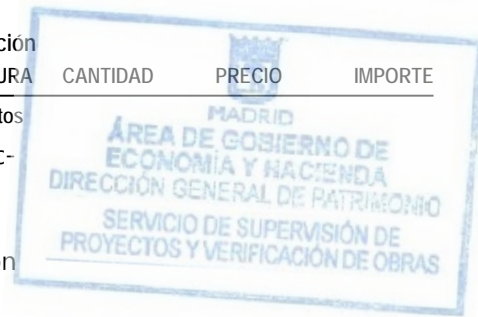 ción
URA CANTIDAD PRECIO IMPORTE
tos
MADRID
ÁREA DE GOBIERNO DE
c-
ECONOMÍA Y HACIENDA
DIRECCIÓN GENERAL DE PATRIMONIO
SERVICIO DE SUPERVISIÓN DE
PROYECTOS Y VERIFICACIÓN DE OBRAS
ón